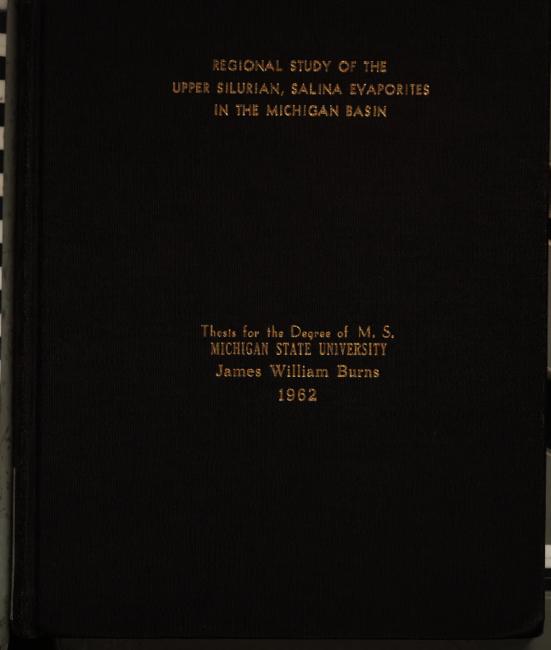 REGIONAL STUDY OF THE
UPPER SILURIAN, SALINA EVAPORITES
IN THE MICHIGAN BASIN
Thesis for the Degree of M. S.
MICHIGAN STATE UNIVERSITY
James William Burns
1962